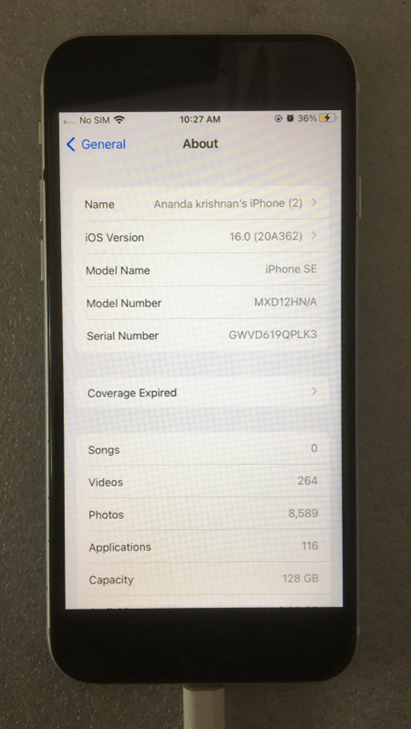 No SIM 10:27 AM 36%
General About
Name Ananda krishnan's iPhone (2)
iOS Version 16.0 (20A362)
Model Name iPhone SE
Model Number MXD12HN/A
Serial Number GWVD619QPLK3
Coverage Expired
Songs 0
Videos 264
Photos 8,589
Applications 116
Capacity 128 GB